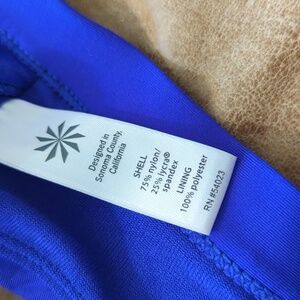 Designed in
Sonoma County,
California
SHELL
75% nylon/
25% lycra®
spandex
LINING
100% polyester
RN #54023